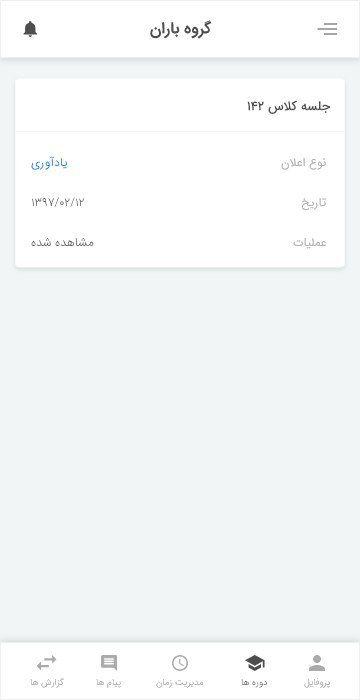 گروه باران
جلسه کلاس ۱۴۲
نوع اعلان یادآوری
تاریخ ۱۳۹۷/۰۲/۱۲
عملیات مشاهده شده
پروفایل دوره ها مدیریت زمان پیام ها گزارش ها